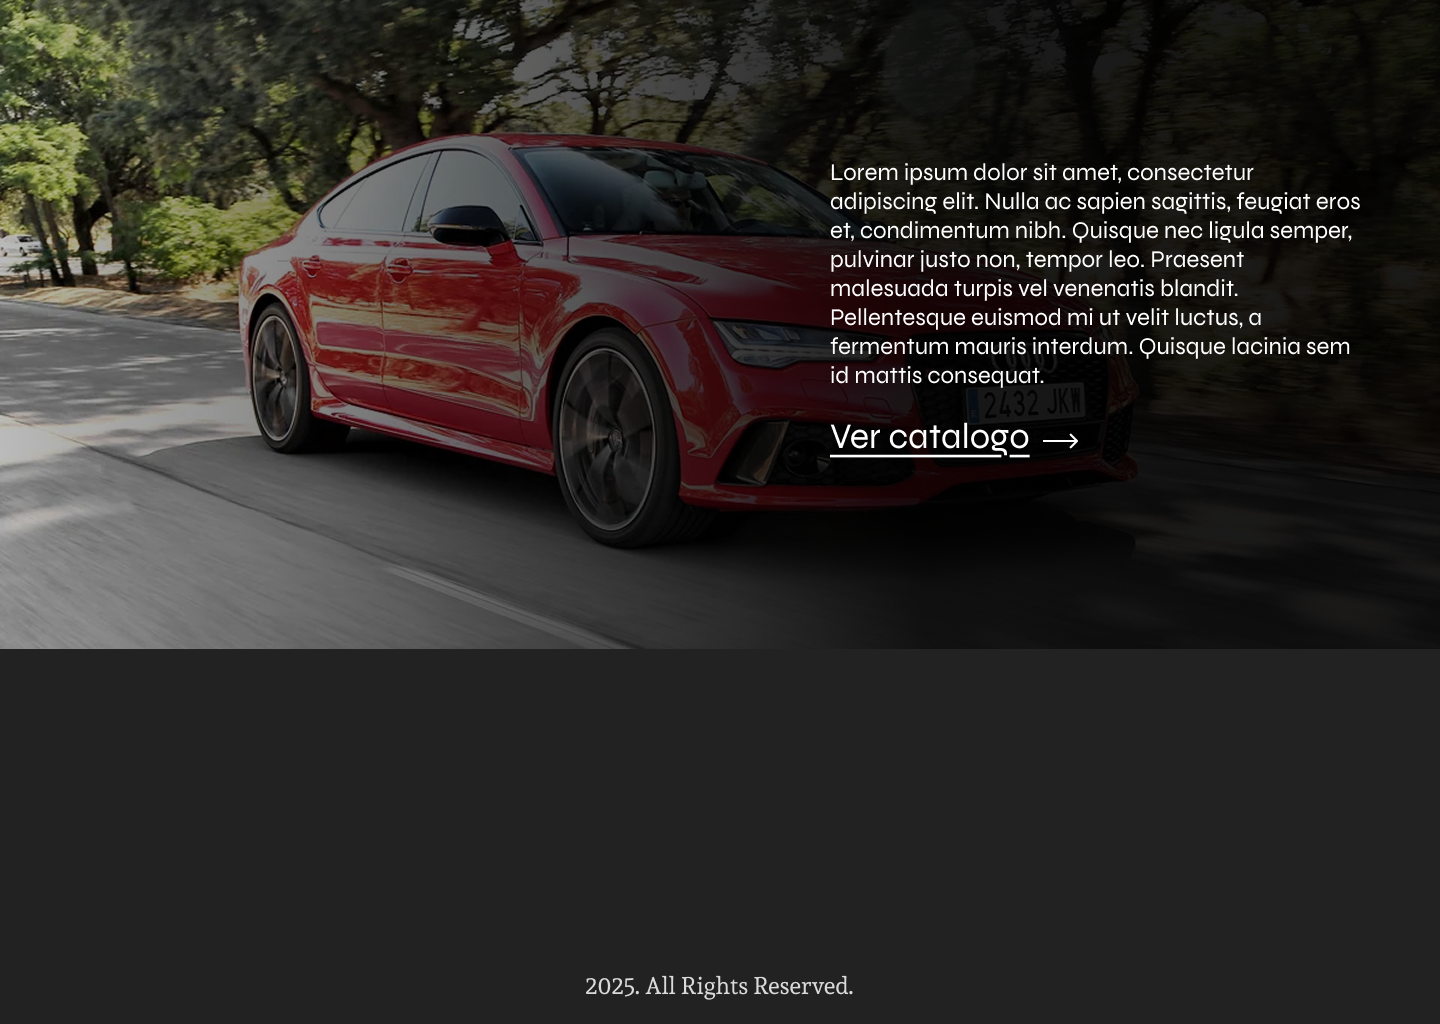 Lorem ipsum dolor sit amet, consectetur
adipiscing elit. Nulla ac sapien sagittis, feugiat eros
et, condimentum nibh. Quisque nec ligula semper,
pulvinar justo non, tempor leo. Praesent
malesuada turpis vel venenatis blandit.
Pellentesque euismod mi ut velit luctus, a
fermentum mauris interdum. Quisque lacinia sem
id mattis consequat.
2432 JKW
Ver catalogo
2025. All Rights Reserved.